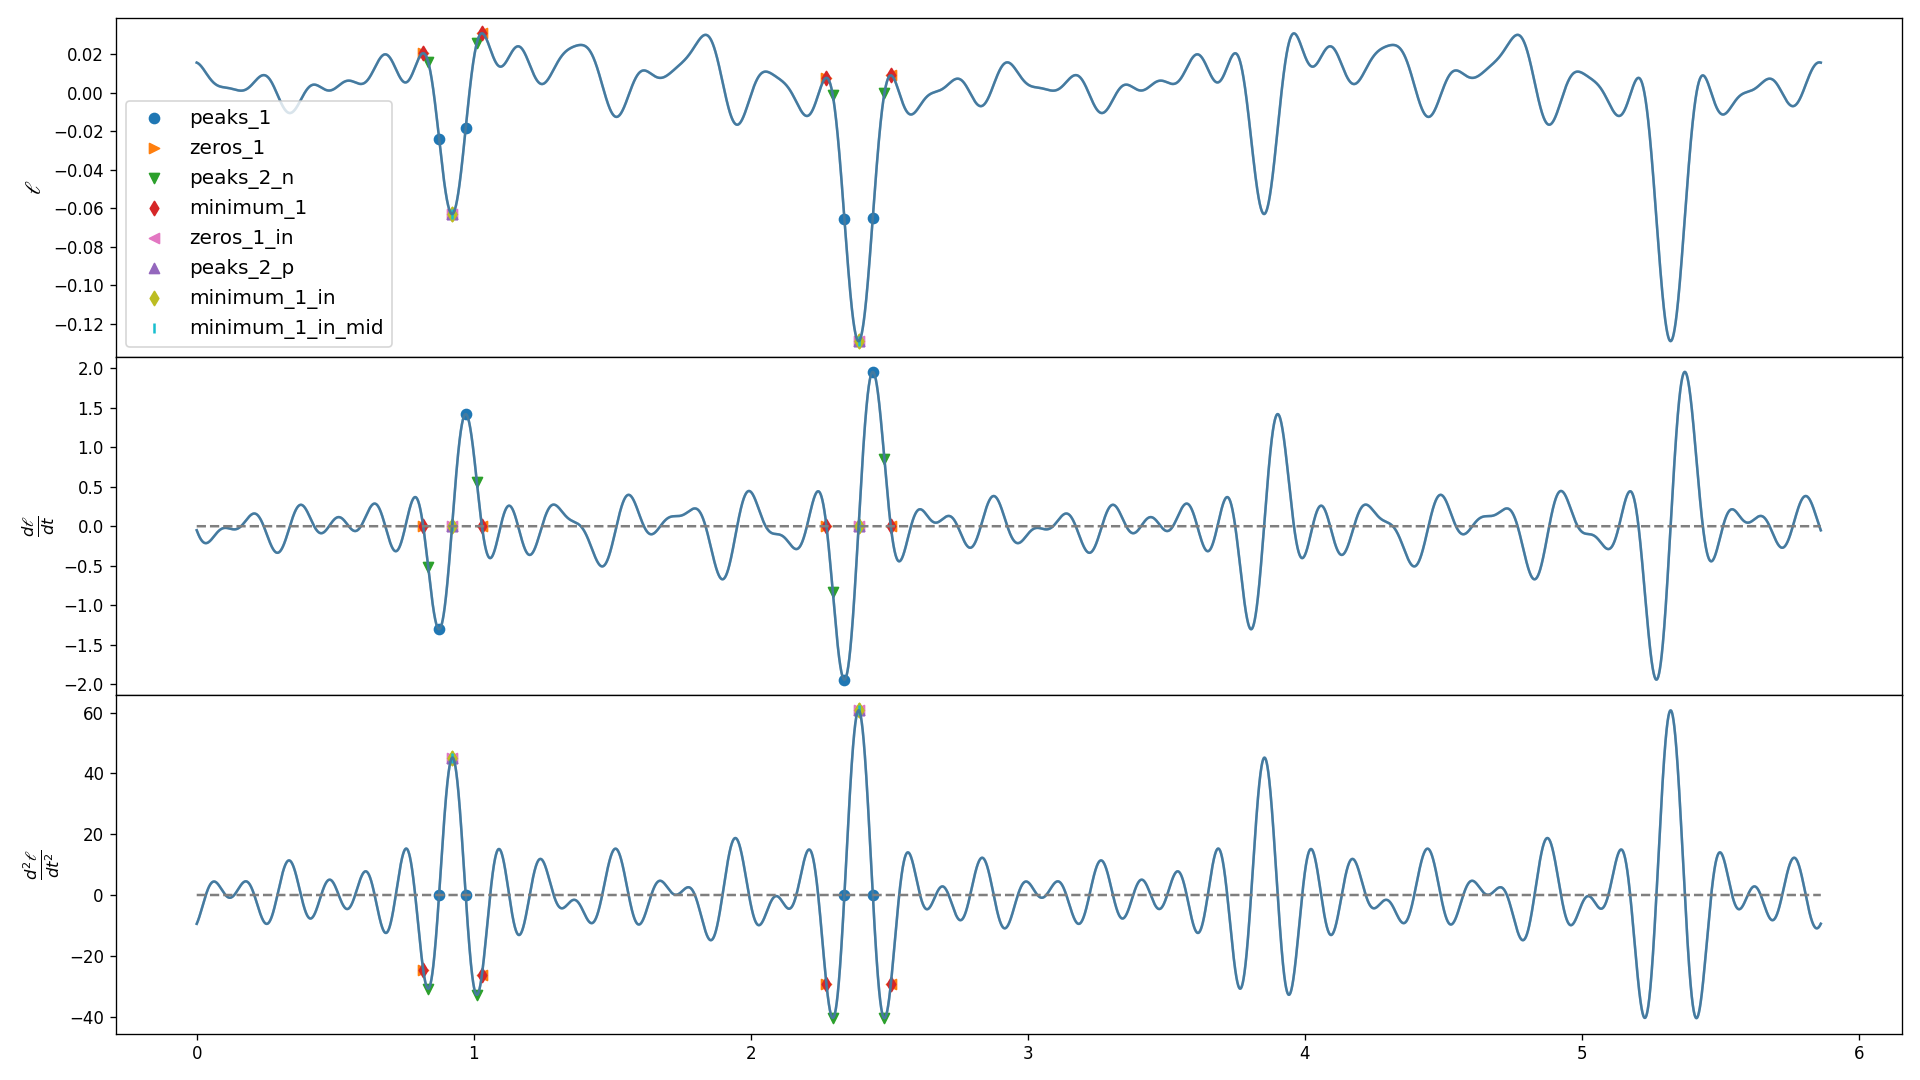 0.02
0.00
−0.02
−0.04
−0.06
−0.08
−0.10
−0.12
ℓ
peaks_1
zeros_1
peaks_2_n
minimum_1
zeros_1_in
peaks_2_p
minimum_1_in
minimum_1_in_mid
2.0
1.5
1.0
0.5
0.0
−0.5
−1.0
−1.5
−2.0
dℓ
dt
60
40
20
0
−20
−40
d²ℓ
dt²
0 1 2 3 4 5 6